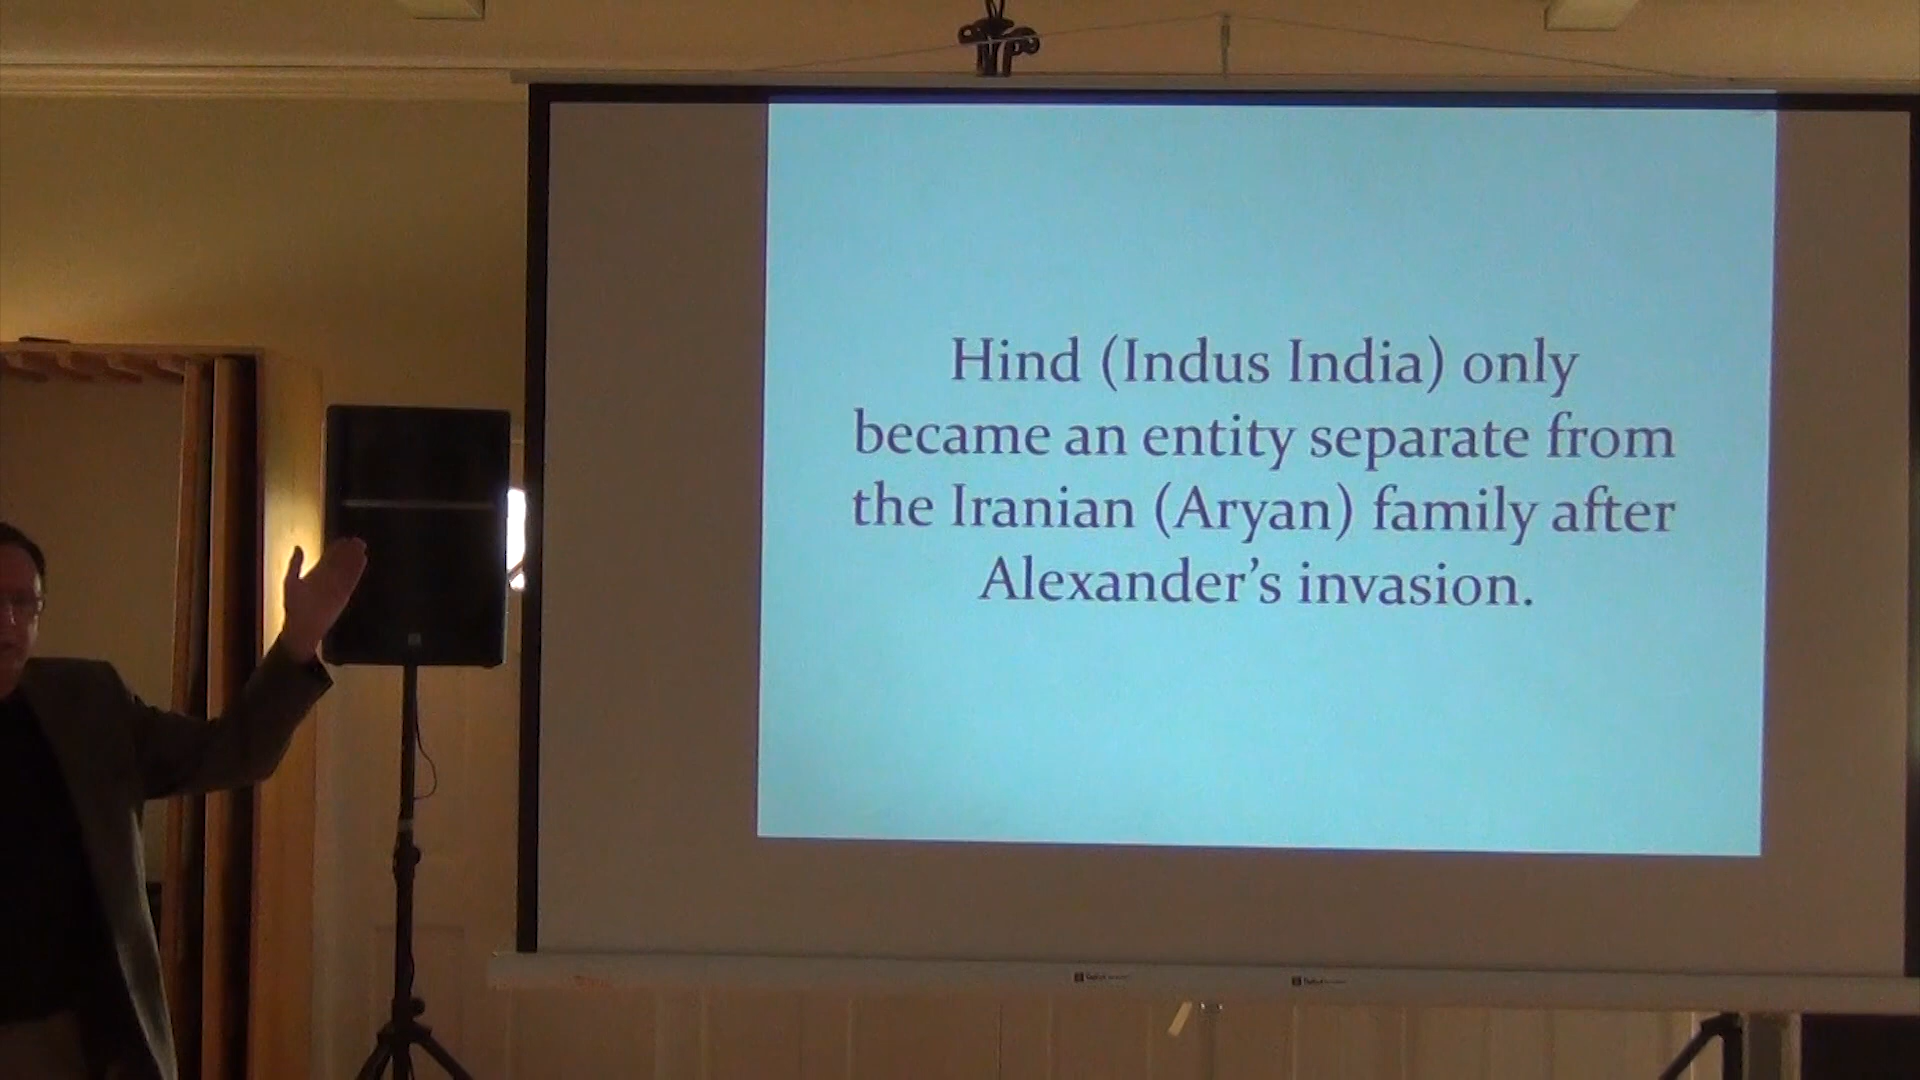 Hind (Indus India) only
became an entity separate from
the Iranian (Aryan) family after
Alexander's invasion.